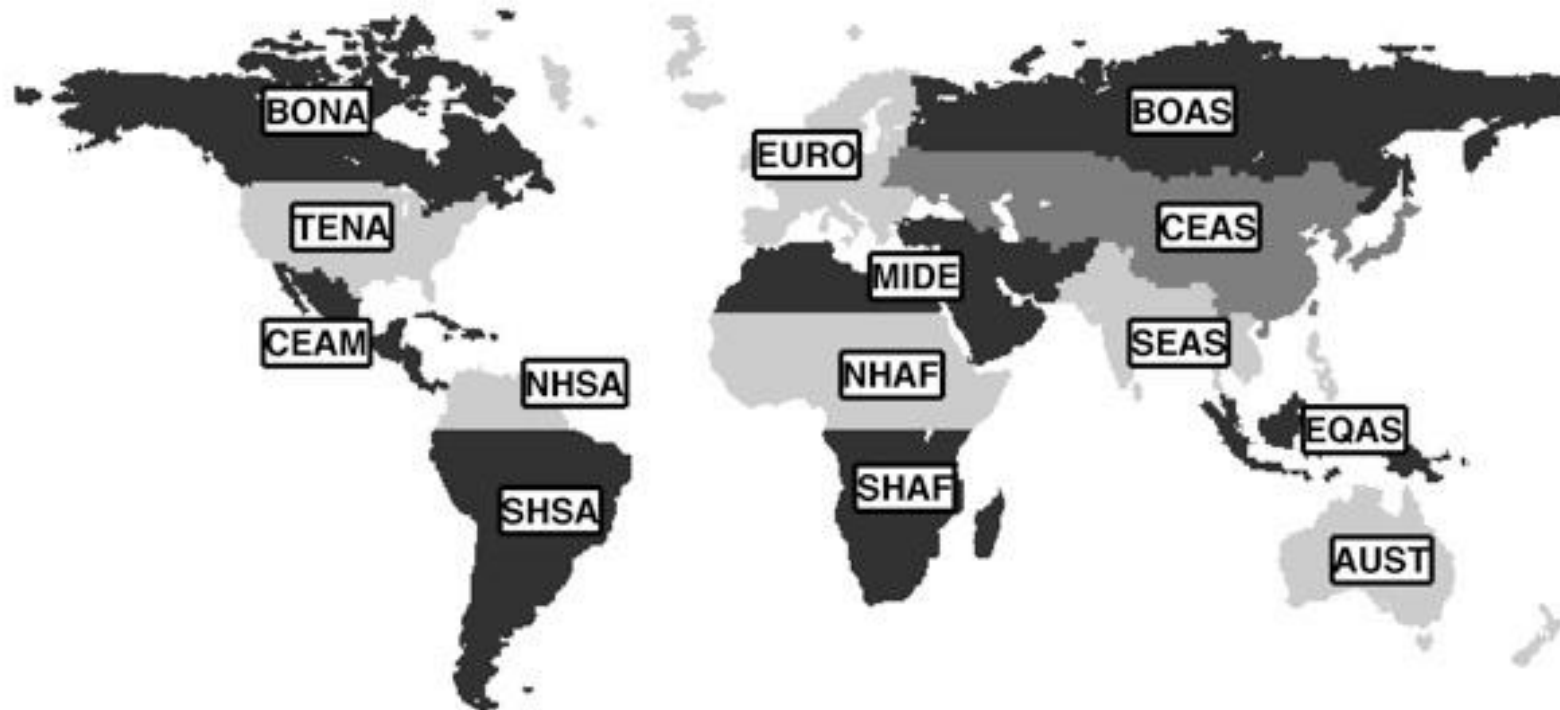 BONA
BOAS
EURO
TENA
CEAS
MIDE
CEAM
SEAS
NHSA
NHAF
EQAS
SHAF
SHSA
AUST